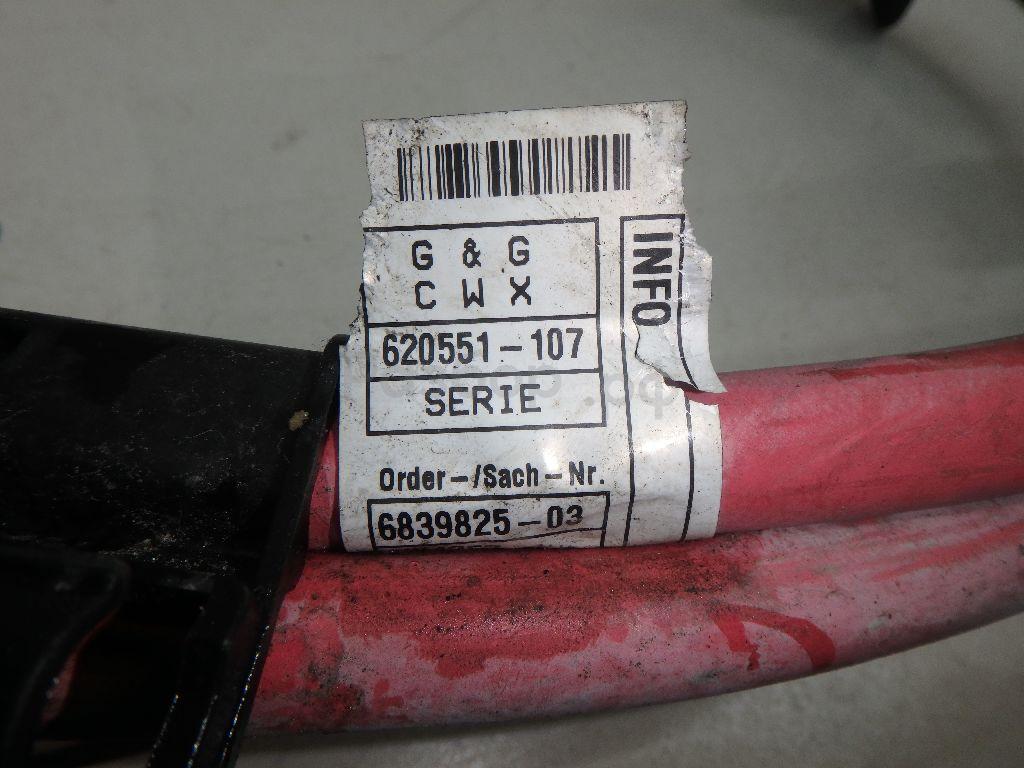 G & G
C W X
620551-107
SERIE
INFO
Order-/Sach-Nr.
6839825-03